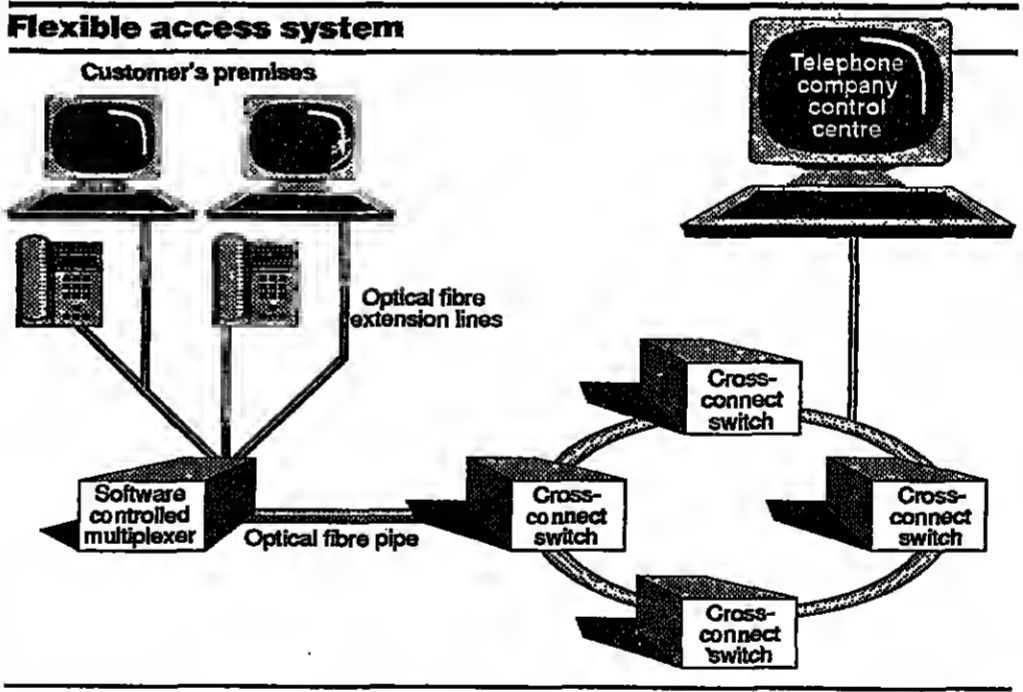 Flexible access system
Customer's premises
Telephone
company
control
centre
Optical fibre
extension lines
Cross-
connect
switch
Software
controlled
multiplexer
Optical fibre pipe
Cross-
connect
switch
Cross-
connect
switch
Cross-
connect
switch